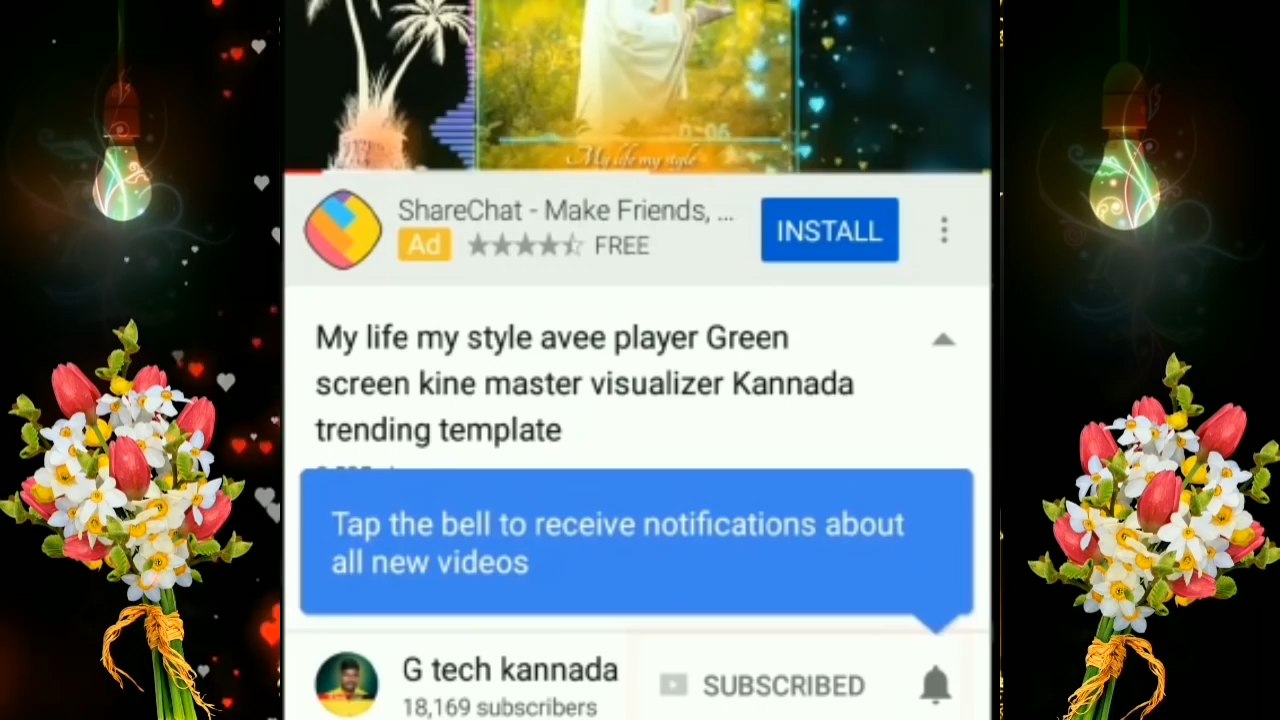 0:06
My life my style
ShareChat - Make Friends, ...
Ad FREE
INSTALL
My life my style avee player Green
screen kine master visualizer Kannada
trending template
Tap the bell to receive notifications about
all new videos
G tech kannada
SUBSCRIBED
18,169 subscribers